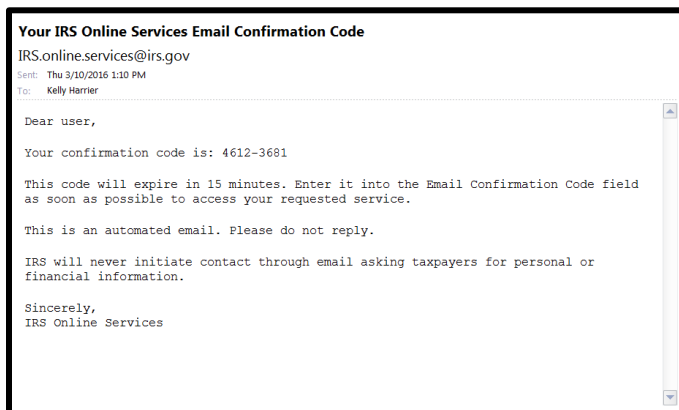 Your IRS Online Services Email Confirmation Code
IRS.online.services@irs.gov
Sent: Thu 3/10/2016 1:10 PM
To: Kelly Harrier
Dear user,
Your confirmation code is: 4612-3681
This code will expire in 15 minutes. Enter it into the Email Confirmation Code field
as soon as possible to access your requested service.
This is an automated email. Please do not reply.
IRS will never initiate contact through email asking taxpayers for personal or
financial information.
Sincerely,
IRS Online Services